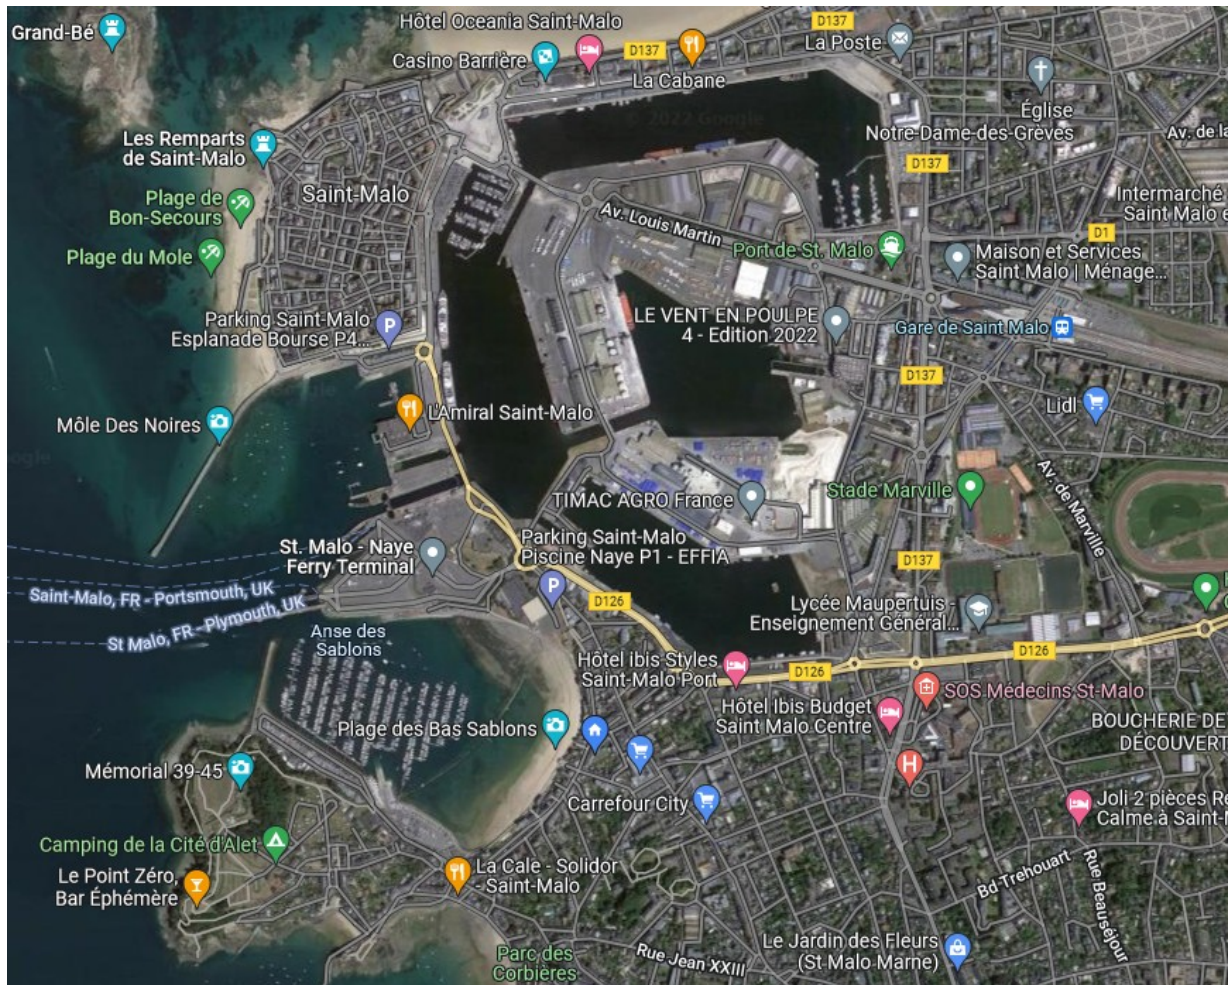 Grand-Bé
Hôtel Oceania Saint-Malo
D137
D137
La Poste
Casino Barrière
La Cabane
Église
Notre-Dame-des-Grèves
2022 Google
Av. de la
Les Remparts
de Saint-Malo
D137
Plage de
Bon-Secours
Saint-Malo
Intermarché
Saint Malo
Av. Louis Martin
D1
Plage du Mole
Port de St. Malo
Maison et Services
Saint Malo | Ménage...
Parking Saint-Malo
Esplanade Bourse P4...
LE VENT EN POULPE
4 - Edition 2022
Gare de Saint Malo
D137
Môle Des Noires
L'Amiral Saint-Malo
Lidl
P
TIMAC AGRO France
Stade Marville
Av. de Marville
St. Malo - Naye
Ferry Terminal
Parking Saint-Malo
Piscine Naye P1 - EFFIA
D137
P
Saint-Malo, FR - Portsmouth, UK
St Malo, FR - Plymouth, UK
D126
Lycée Maupertuis -
Enseignement Général...
Anse des
Sablons
Hôtel ibis Styles
Saint-Malo Port
D126
D126
SOS Médecins St-Malo
Hôtel Ibis Budget
Saint Malo Centre
Plage des Bas Sablons
BOUCHERIE DE
DÉCOUVERT
H
Mémorial 39-45
Carrefour City
Joli 2 pièces
Calme à Saint-
Camping de la Cité d'Alet
Le Point Zéro,
Bar Éphémère
La Cale - Solidor
- Saint-Malo
Bd Trehouart
Rue Beauséjour
Parc des
Corbières
Rue Jean XXIII
Le Jardin des Fleurs
(St Malo Marne)